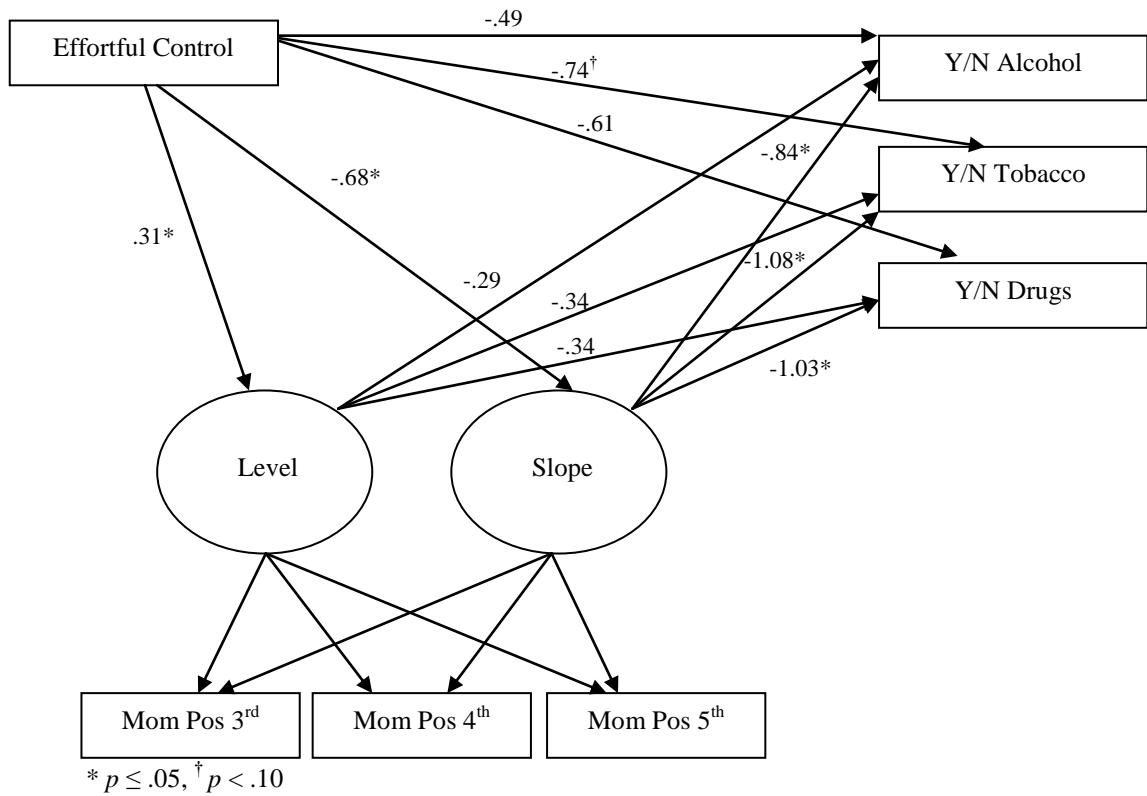 -.49
Effortful Control
Y/N Alcohol
-.74†
-.61
-.84*
Y/N Tobacco
-.68*
.31*
-1.08*
-.29
Y/N Drugs
-.34
-.34
-1.03*
Level
Slope
Mom Pos 3rd
Mom Pos 4th
Mom Pos 5th
* p ≤ .05, † p < .10